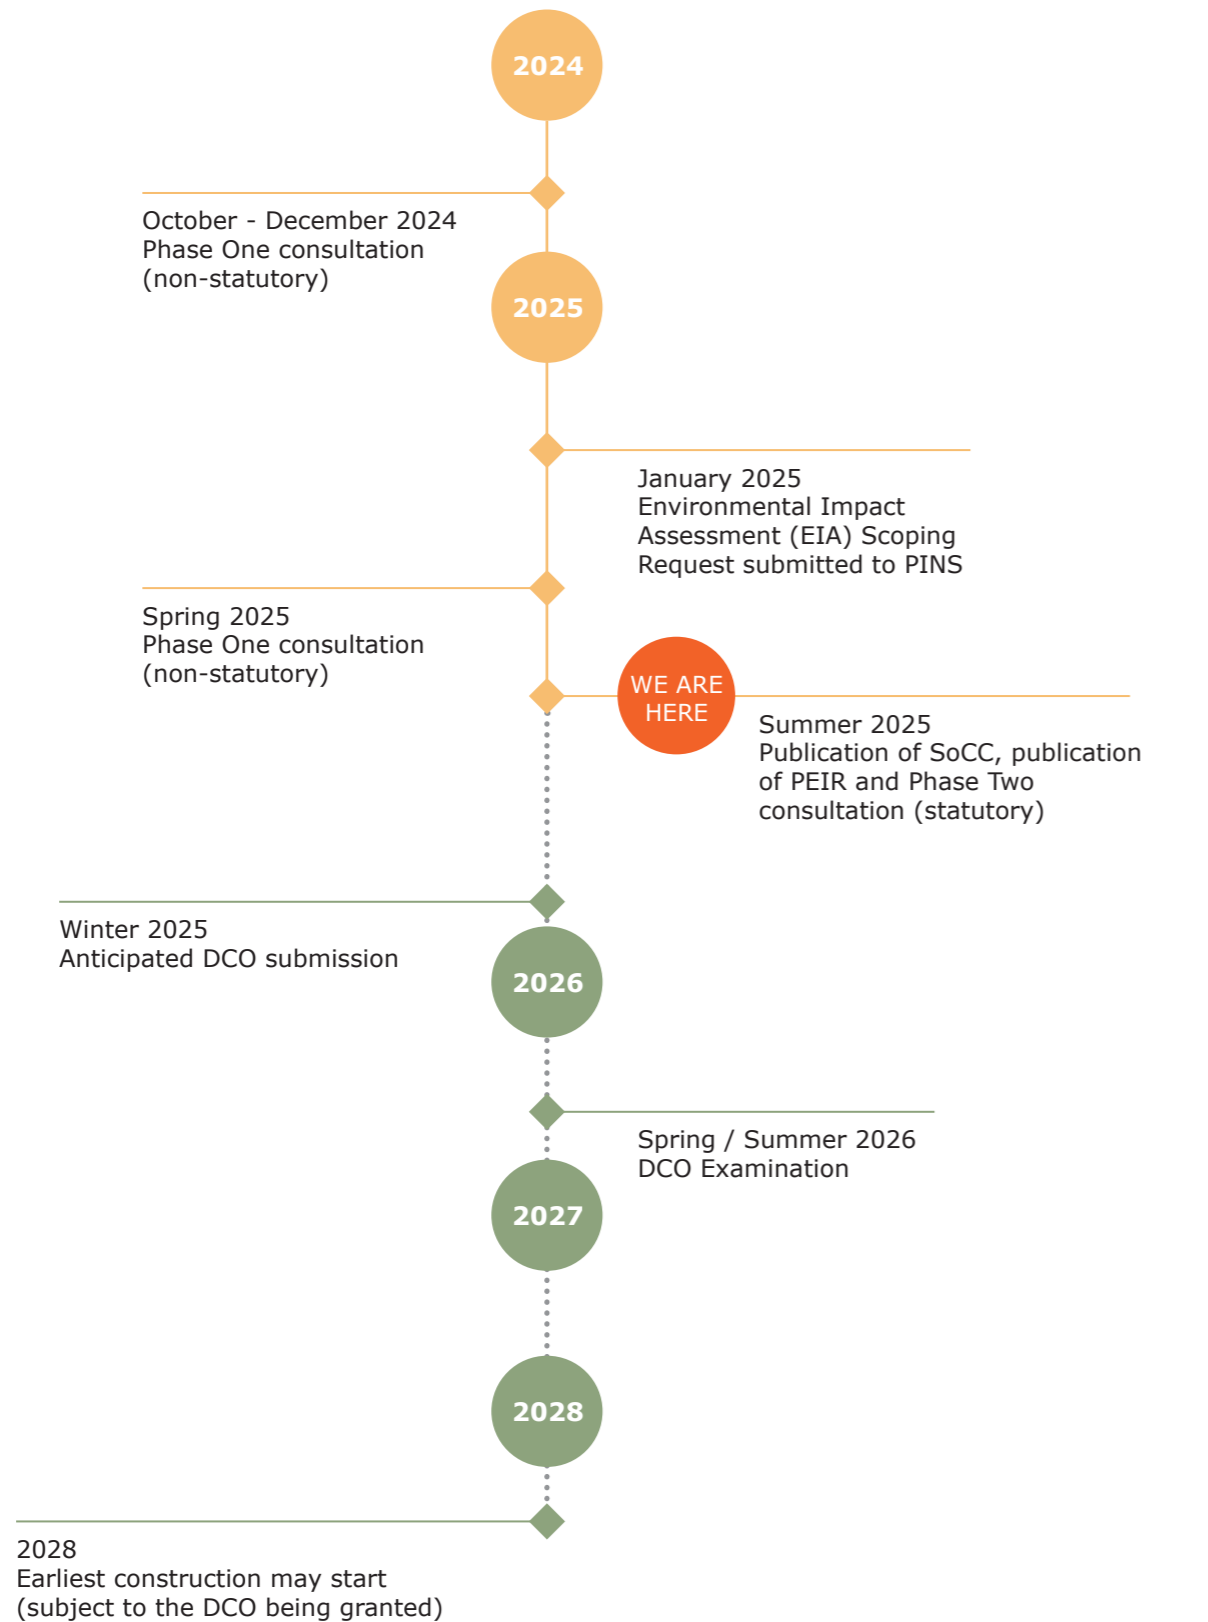 2024
October - December 2024
Phase One consultation
(non-statutory)
2025
January 2025
Environmental Impact
Assessment (EIA) Scoping
Request submitted to PINS
Spring 2025
Phase One consultation
(non-statutory)
WE ARE
HERE
Summer 2025
Publication of SoCC, publication
of PEIR and Phase Two
consultation (statutory)
Winter 2025
Anticipated DCO submission
2026
Spring / Summer 2026
DCO Examination
2027
2028
2028
Earliest construction may start
(subject to the DCO being granted)